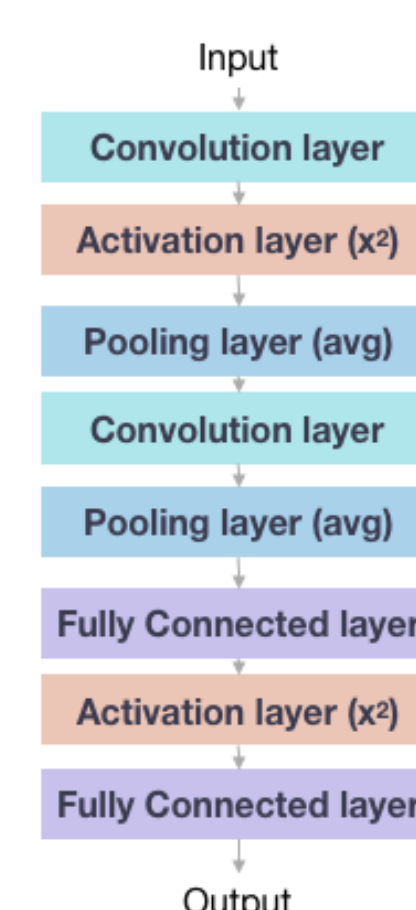 Input
Convolution layer
Activation layer (x²)
Pooling layer (avg)
Convolution layer
Pooling layer (avg)
Fully Connected layer
Activation layer (x²)
Fully Connected layer
Output